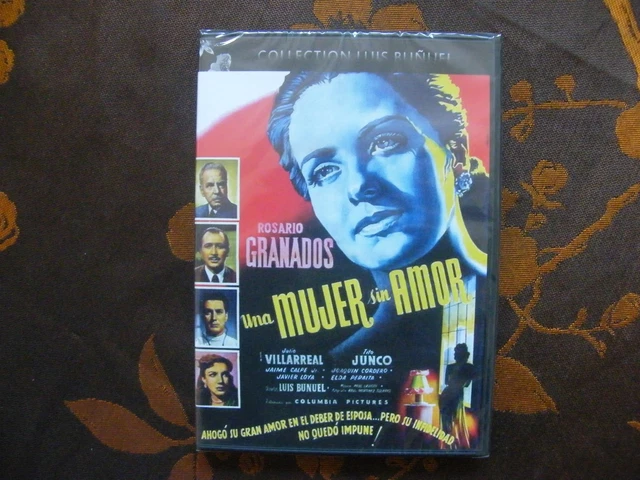 COLLECTION LUIS BUÑUEL
ROSARIO
GRANADOS
Una MUJER sin AMOR
Julio Tito
VILLARREAL JUNCO
JAIME CALPE Jr. • JOAQUIN CORDERO
JAVIER LOYA • ELDA PERALTA •
LUIS BUNUEL
COLUMBIA PICTURES
AHOGÓ SU GRAN AMOR EN EL DEBER DE ESPOSA...PERO SU INFIDELIDAD
NO QUEDÓ IMPUNE!